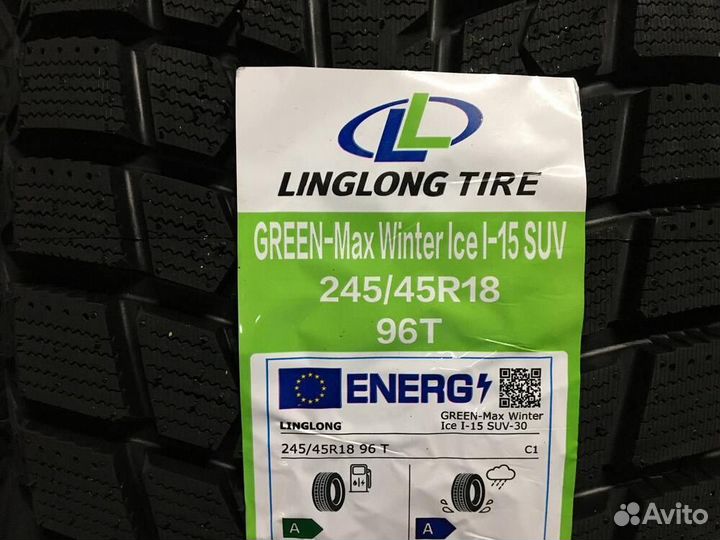 LL
LINGLONG TIRE
GREEN-Max Winter Ice I-15 SUV
245/45R18
96T
ENERG
LINGLONG
GREEN-Max Winter
Ice I-15 SUV-30
245/45R18 96 T
C1
A
A
Avito